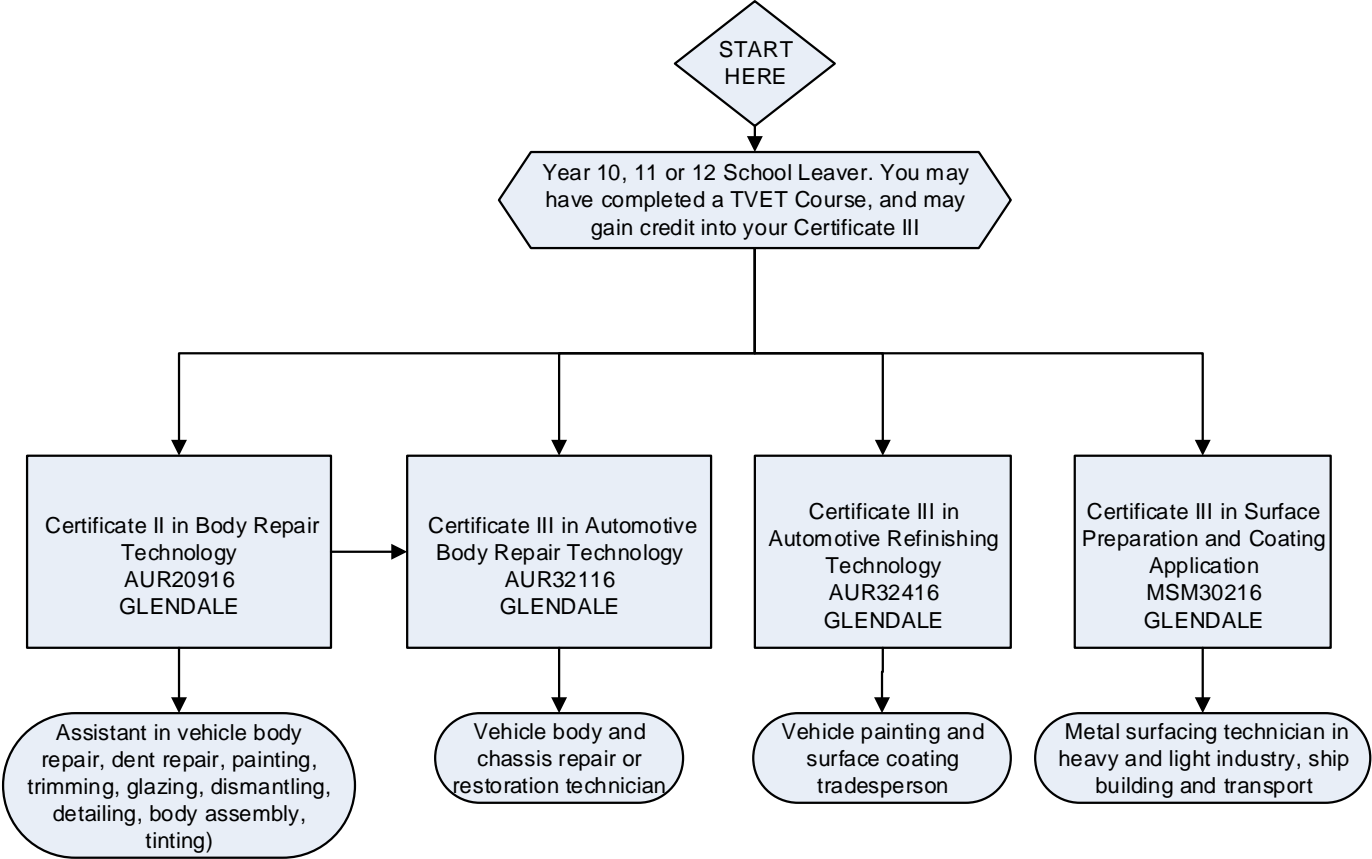 START
HERE
Year 10, 11 or 12 School Leaver. You may
have completed a TVET Course, and may
gain credit into your Certificate III
Certificate II in Body Repair
Technology
AUR20916
GLENDALE
Certificate III in Automotive
Body Repair Technology
AUR32116
GLENDALE
Certificate III in
Automotive Refinishing
Technology
AUR32416
GLENDALE
Certificate III in Surface
Preparation and Coating
Application
MSM30216
GLENDALE
Assistant in vehicle body
repair, dent repair, painting,
trimming, glazing, dismantling,
detailing, body assembly,
tinting)
Vehicle body and
chassis repair or
restoration technician
Vehicle painting and
surface coating
tradesperson
Metal surfacing technician in
heavy and light industry, ship
building and transport